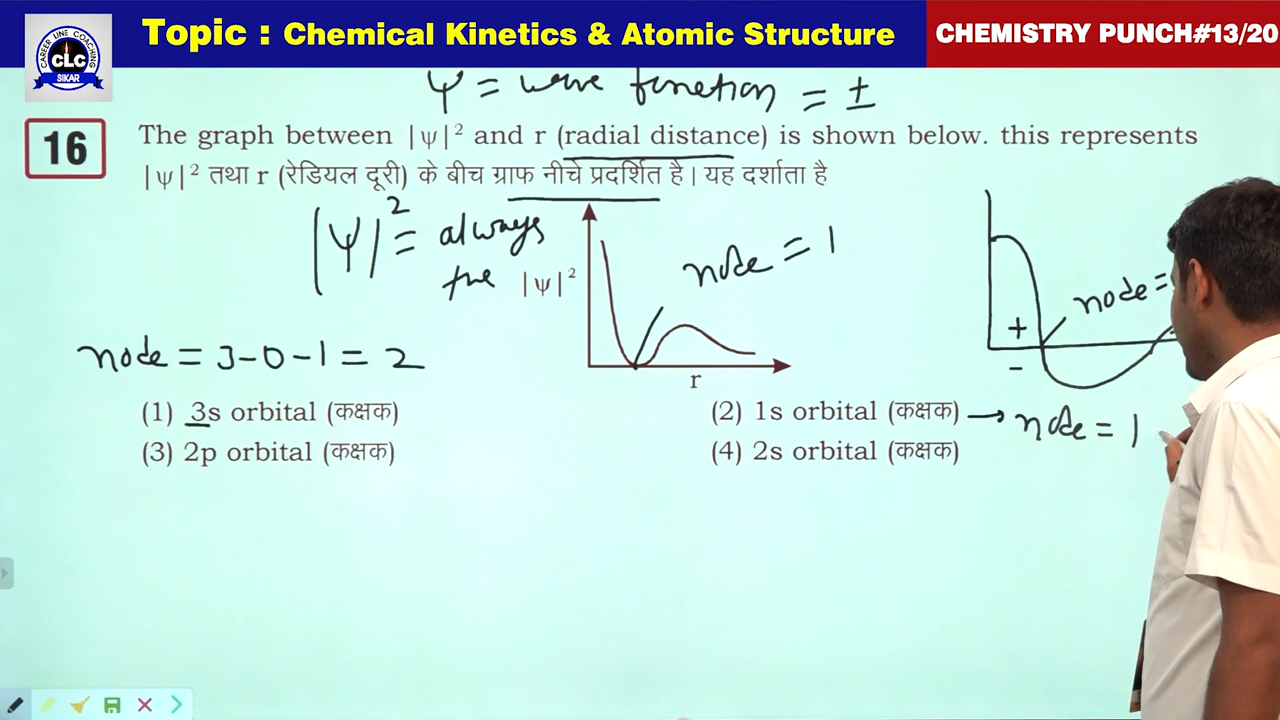 CAREER LINE COACHING
CLC
SIKAR
Topic : Chemical Kinetics & Atomic Structure
CHEMISTRY PUNCH#13/20
ψ = wave function = ±
16
The graph between |ψ|² and r (radial distance) is shown below. this represents
|ψ|² तथा r (रेडियल दूरी) के बीच ग्राफ नीचे प्रदर्शित है। यह दर्शाता है
|ψ|² = always
+ve
|ψ|²
node = 1
node =
+
-
node = 3-0-1 = 2
r
(1) 3s orbital (कक्षक)
(2) 1s orbital (कक्षक) → node = 1
(3) 2p orbital (कक्षक)
(4) 2s orbital (कक्षक)